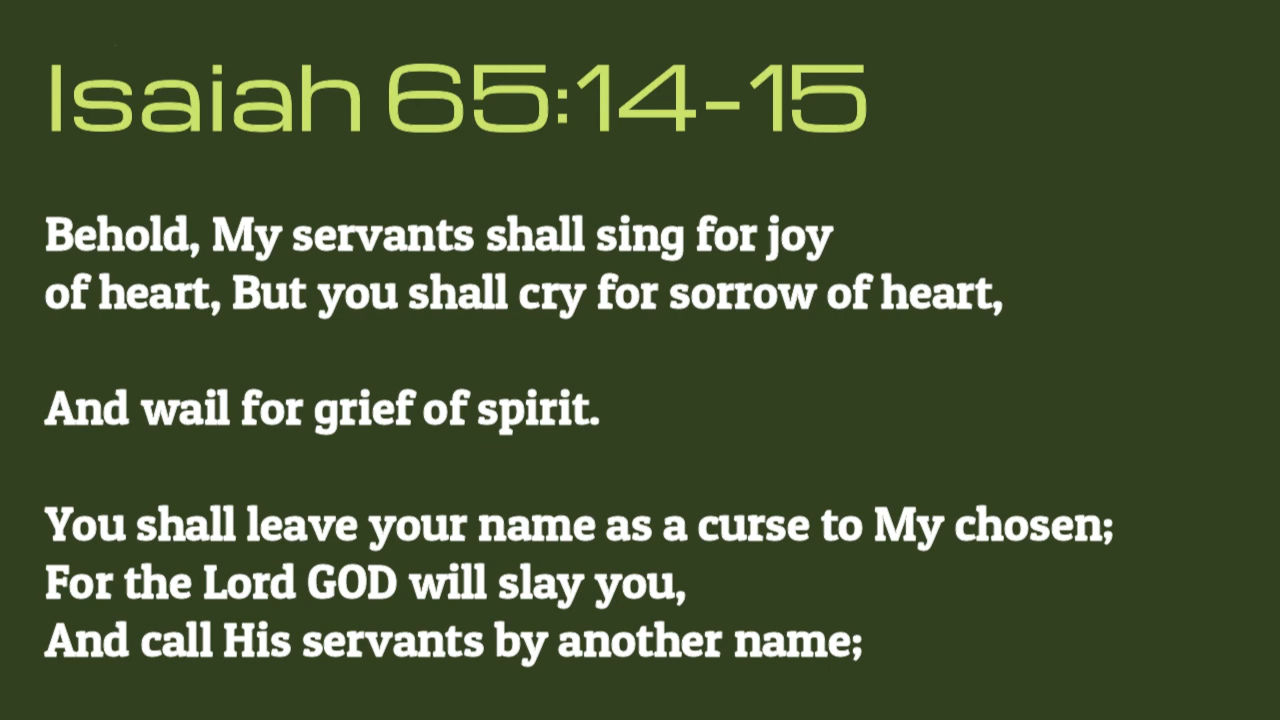 Isaiah 65:14-15
Behold, My servants shall sing for joy
of heart, But you shall cry for sorrow of heart,
And wail for grief of spirit.
You shall leave your name as a curse to My chosen;
For the Lord GOD will slay you,
And call His servants by another name;